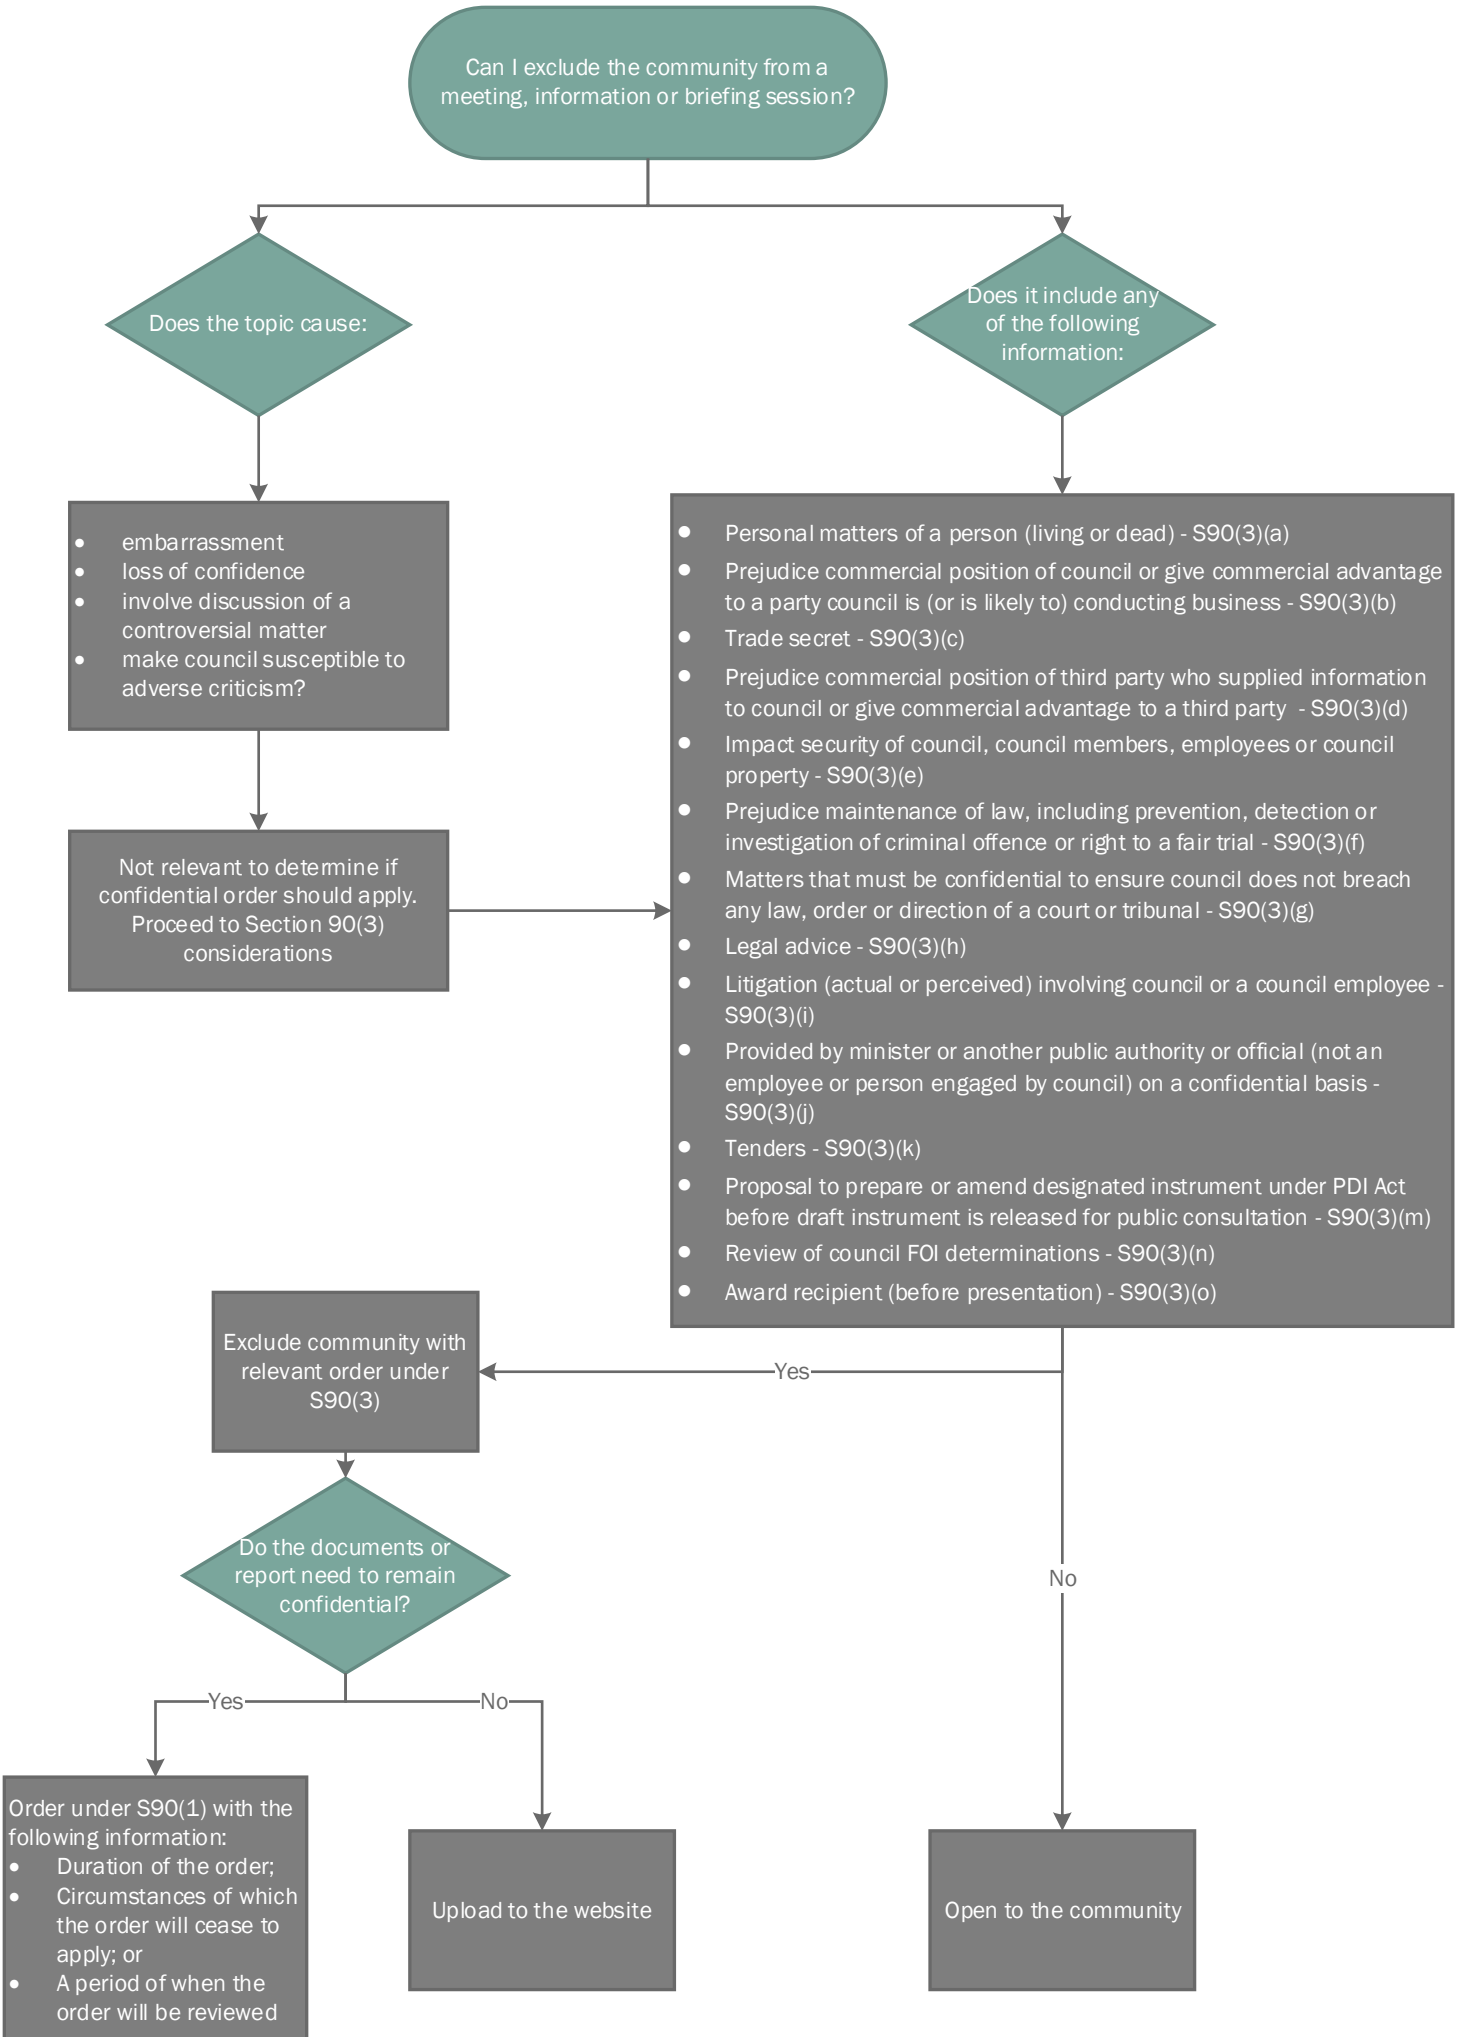 Can I exclude the community from a
meeting, information or briefing session?
Does the topic cause:
Does it include any
of the following
information:
• embarrassment
• loss of confidence
• involve discussion of a
controversial matter
• make council susceptible to
adverse criticism?
Not relevant to determine if
confidential order should apply.
Proceed to Section 90(3)
considerations
• Personal matters of a person (living or dead) - S90(3)(a)
• Prejudice commercial position of council or give commercial advantage
to a party council is (or is likely to) conducting business - S90(3)(b)
• Trade secret - S90(3)(c)
• Prejudice commercial position of third party who supplied information
to council or give commercial advantage to a third party - S90(3)(d)
• Impact security of council, council members, employees or council
property - S90(3)(e)
• Prejudice maintenance of law, including prevention, detection or
investigation of criminal offence or right to a fair trial - S90(3)(f)
• Matters that must be confidential to ensure council does not breach
any law, order or direction of a court or tribunal - S90(3)(g)
• Legal advice - S90(3)(h)
• Litigation (actual or perceived) involving council or a council employee -
S90(3)(i)
• Provided by minister or another public authority or official (not an
employee or person engaged by council) on a confidential basis -
S90(3)(j)
• Tenders - S90(3)(k)
• Proposal to prepare or amend designated instrument under PDI Act
before draft instrument is released for public consultation - S90(3)(m)
• Review of council FOI determinations - S90(3)(n)
• Award recipient (before presentation) - S90(3)(o)
Exclude community with
relevant order under
S90(3)
Yes
No
Do the documents or
report need to remain
confidential?
Yes
No
Order under S90(1) with the
following information:
• Duration of the order;
• Circumstances of which
the order will cease to
apply; or
• A period of when the
order will be reviewed
Upload to the website
Open to the community